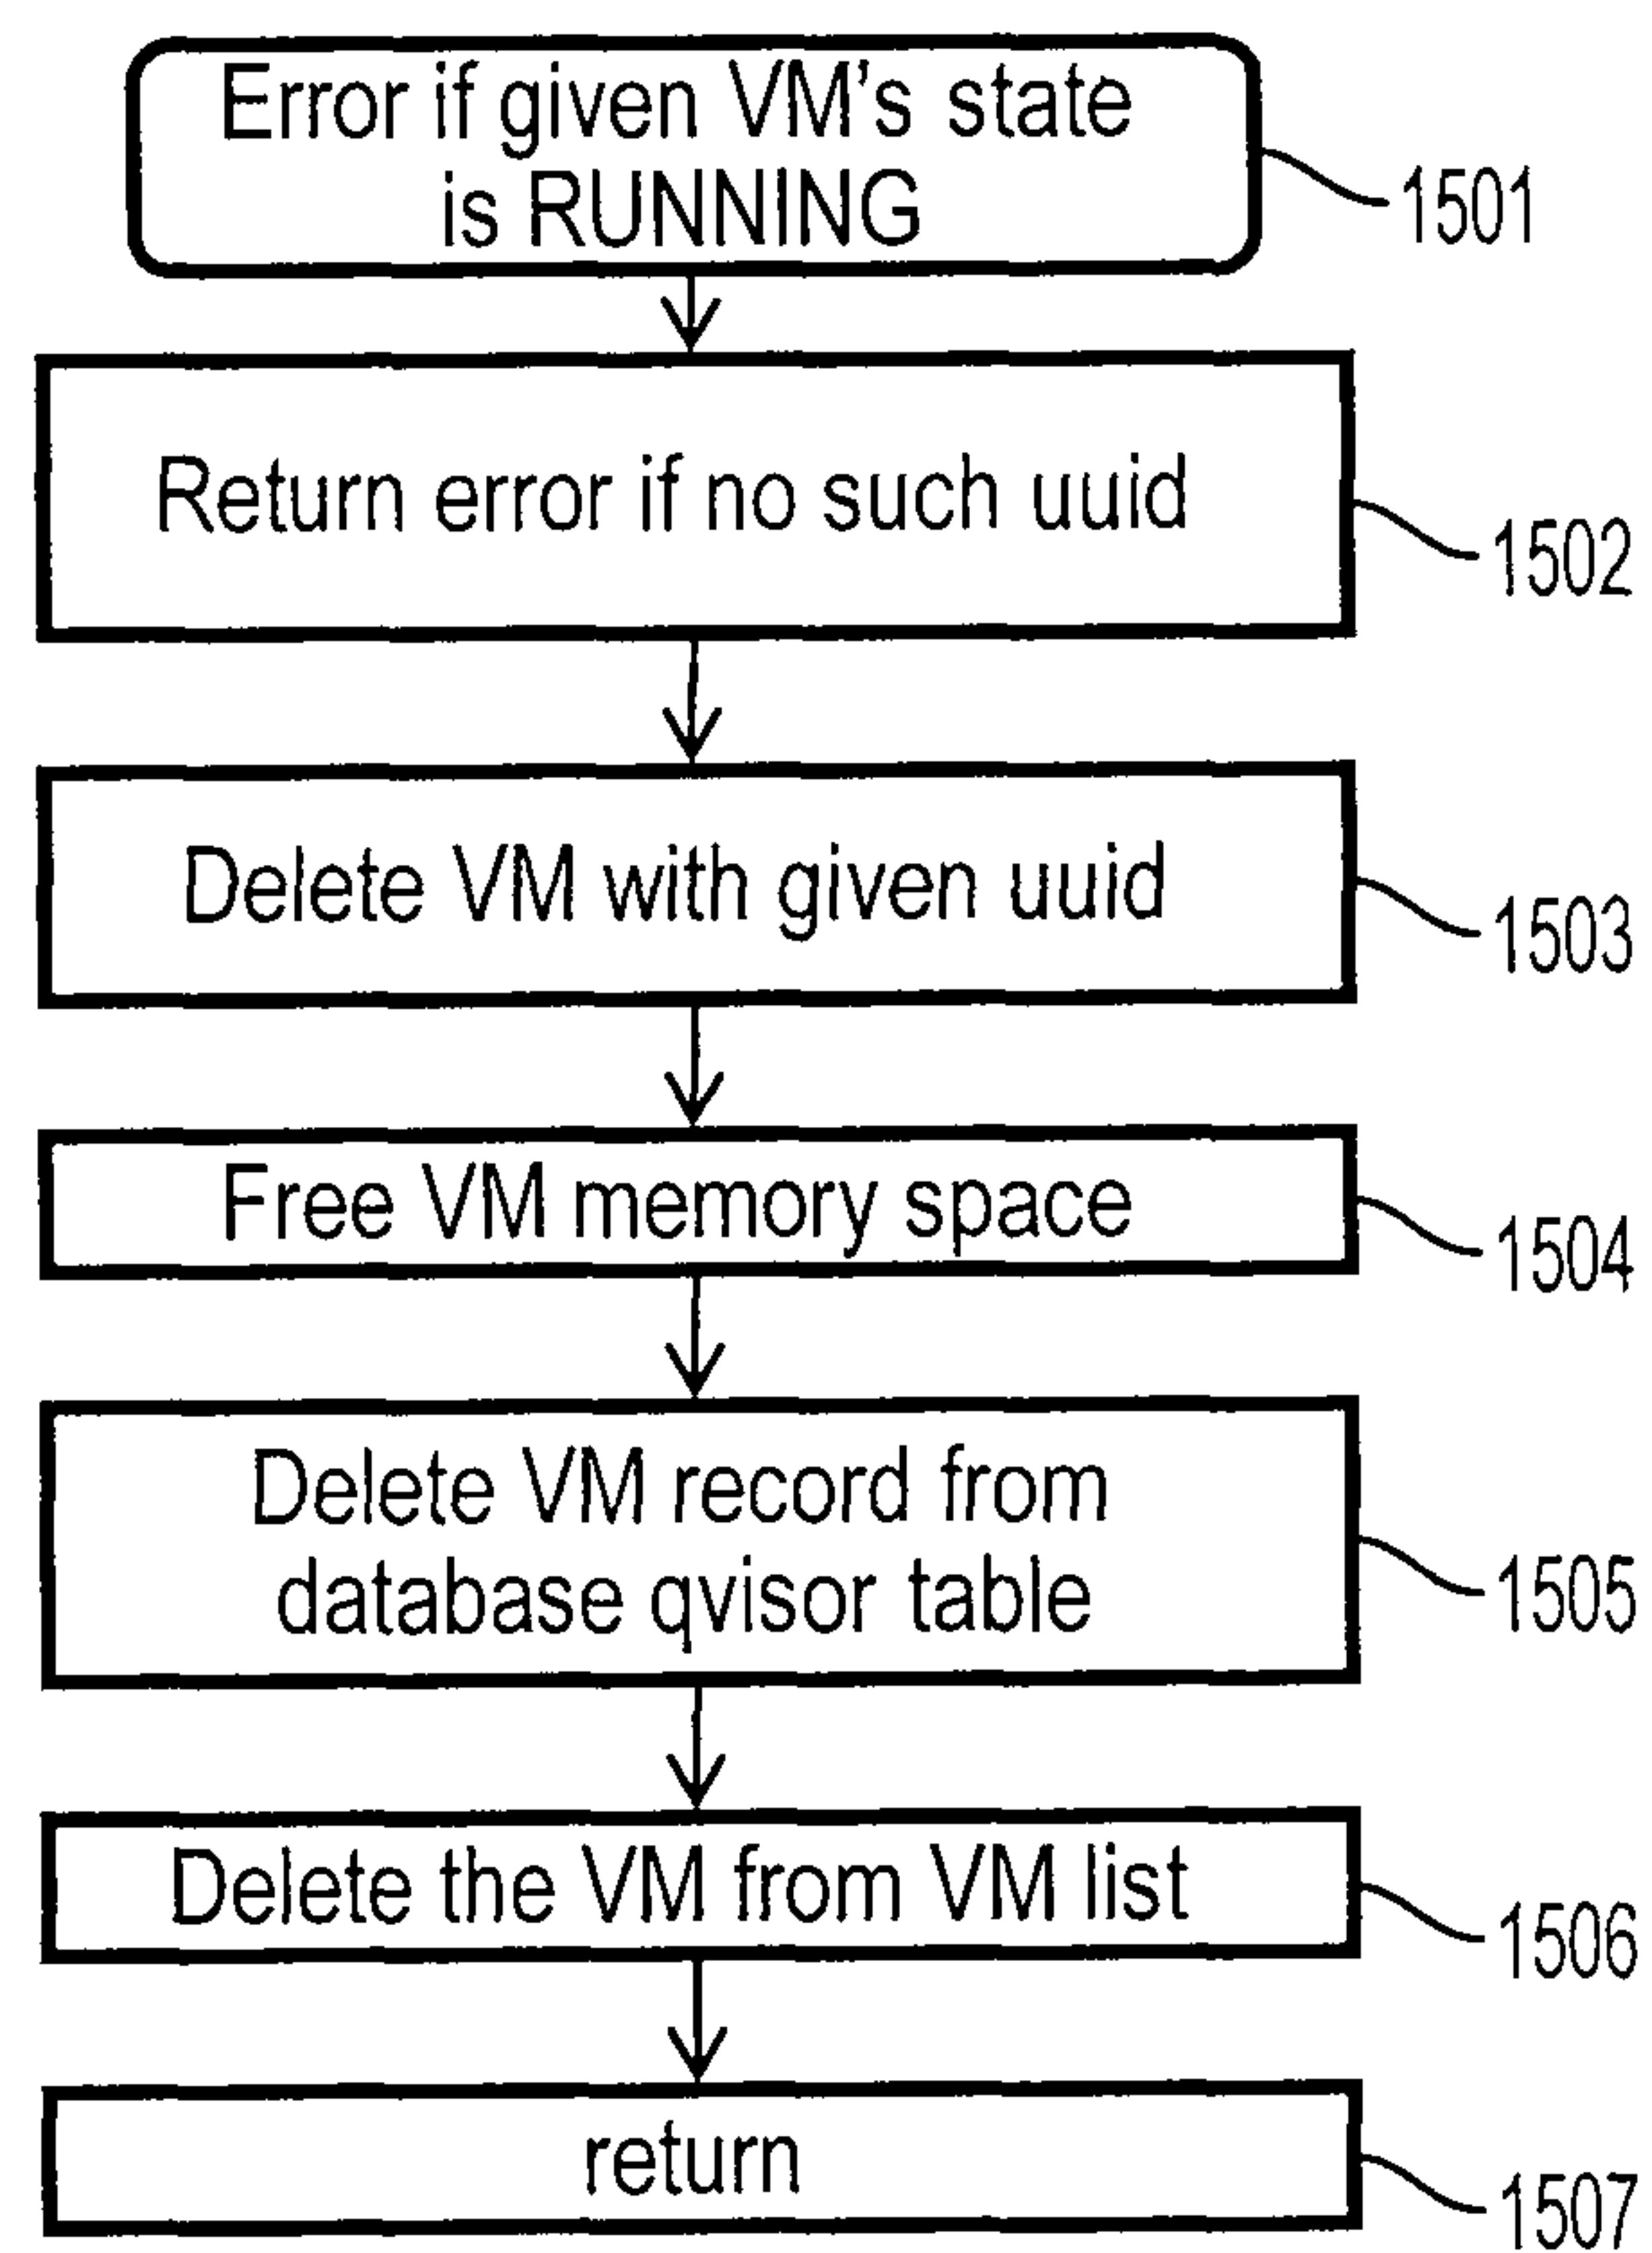 Error if given VM's state
is RUNNING
1501
Return error if no such uuid
1502
Delete VM with given uuid
1503
Free VM memory space
1504
Delete VM record from
database qvisor table
1505
Delete the VM from VM list
1506
return
1507